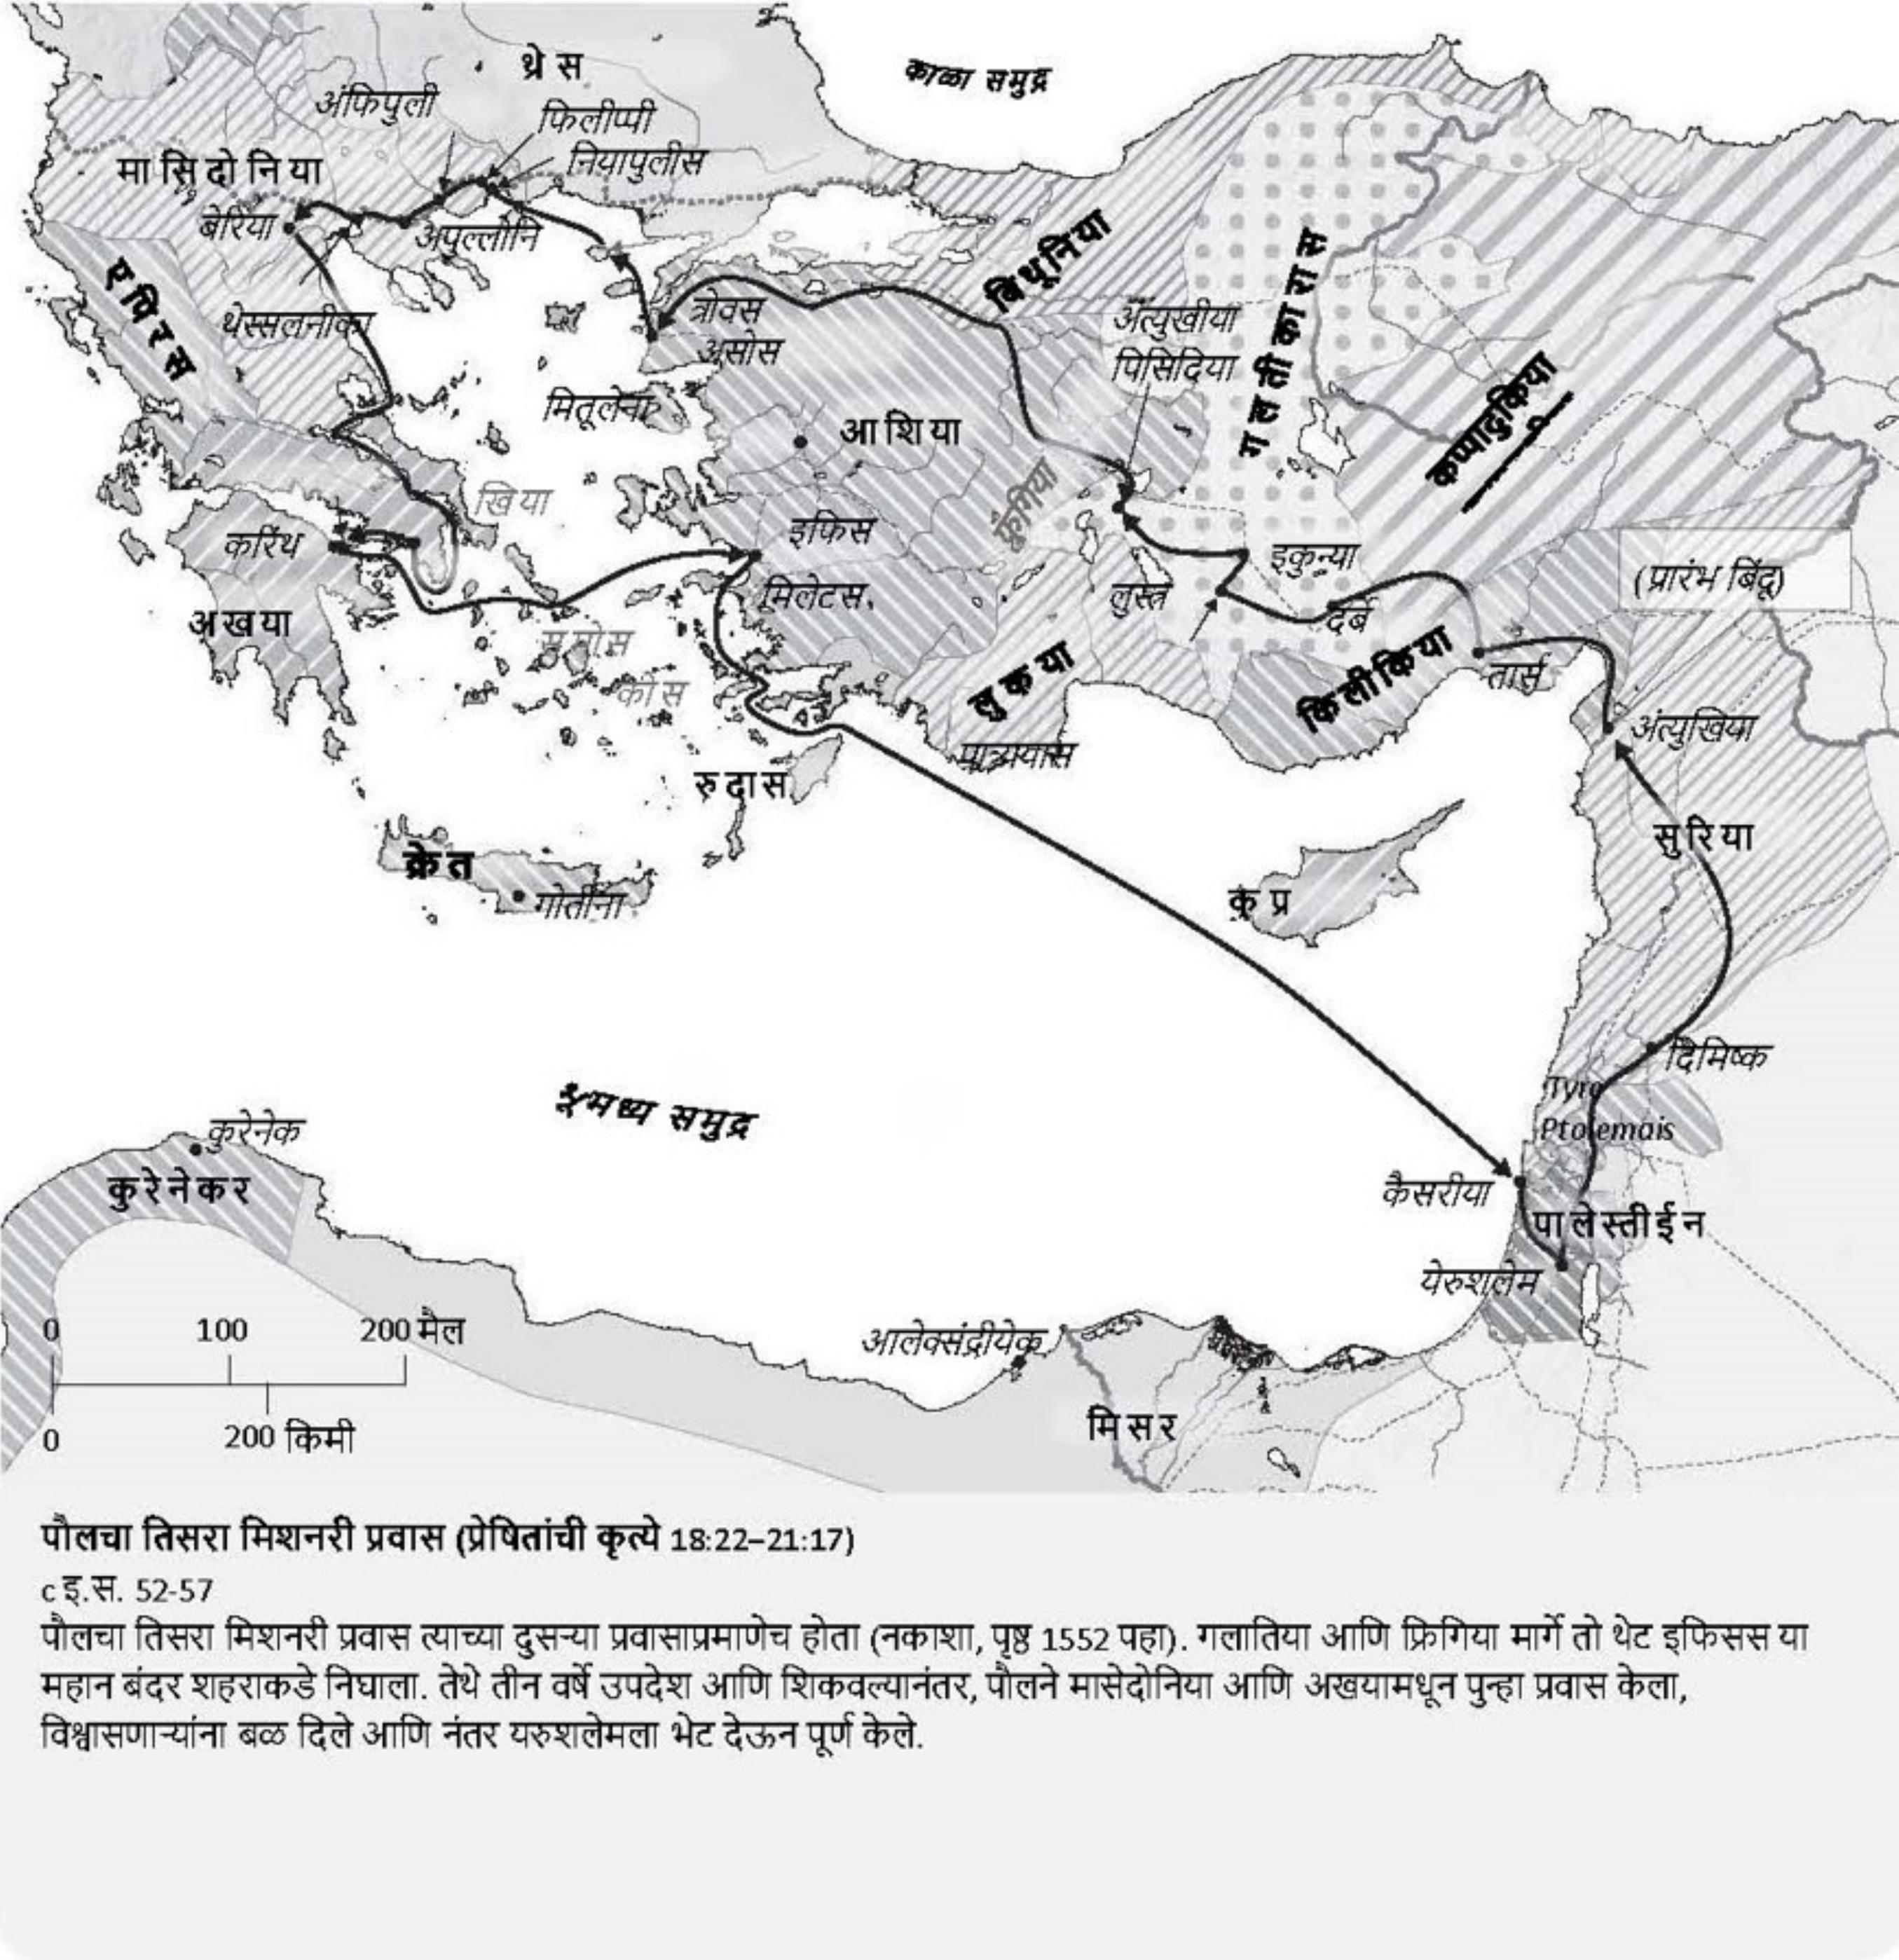 थ्रेस
काळा समुद्र
अंफिपुली
फिलीप्पी
नियापुलीस
मासिदोनिया
बेरिया
अपुल्लोनि
बिथूनिया
एपिरस
थेस्सलनीका
त्रोवस
असोस
अंत्युखीया
पिसिदिया
गलतीकारास
मितूलेना
आशिया
कप्पादुकिया
फ्रुगिया
खिया
करिंथ
इफिस
इकुन्या
(प्रारंभ बिंदू)
मिलेटस.
लुस्त्र
दर्बे
अखया
सामोस
कोस
लुकया
किलीकिया
तार्स
अंत्युखिया
रुदास
सुरिया
क्रेत
गोर्तीना
कुप्र
दिमिष्क
Tyre
Ptolemais
मध्य समुद्र
कुरेनेक
कुरेनेकर
कैसरीया
पालेस्तीईन
येरुशलेम
0 100 200 मैल
आलेक्संद्रीयेक
0 200 किमी
मिसर
पौलचा तिसरा मिशनरी प्रवास (प्रेषितांची कृत्ये 18:22–21:17)
c इ.स. 52-57
पौलचा तिसरा मिशनरी प्रवास त्याच्या दुसऱ्या प्रवासाप्रमाणेच होता (नकाशा, पृष्ठ 1552 पहा). गलातिया आणि फ्रिगिया मार्गे तो थेट इफिसस या
महान बंदर शहराकडे निघाला. तेथे तीन वर्षे उपदेश आणि शिकवल्यानंतर, पौलने मासेदोनिया आणि अखयामधून पुन्हा प्रवास केला,
विश्वासणाऱ्यांना बळ दिले आणि नंतर यरुशलेमला भेट देऊन पूर्ण केले.